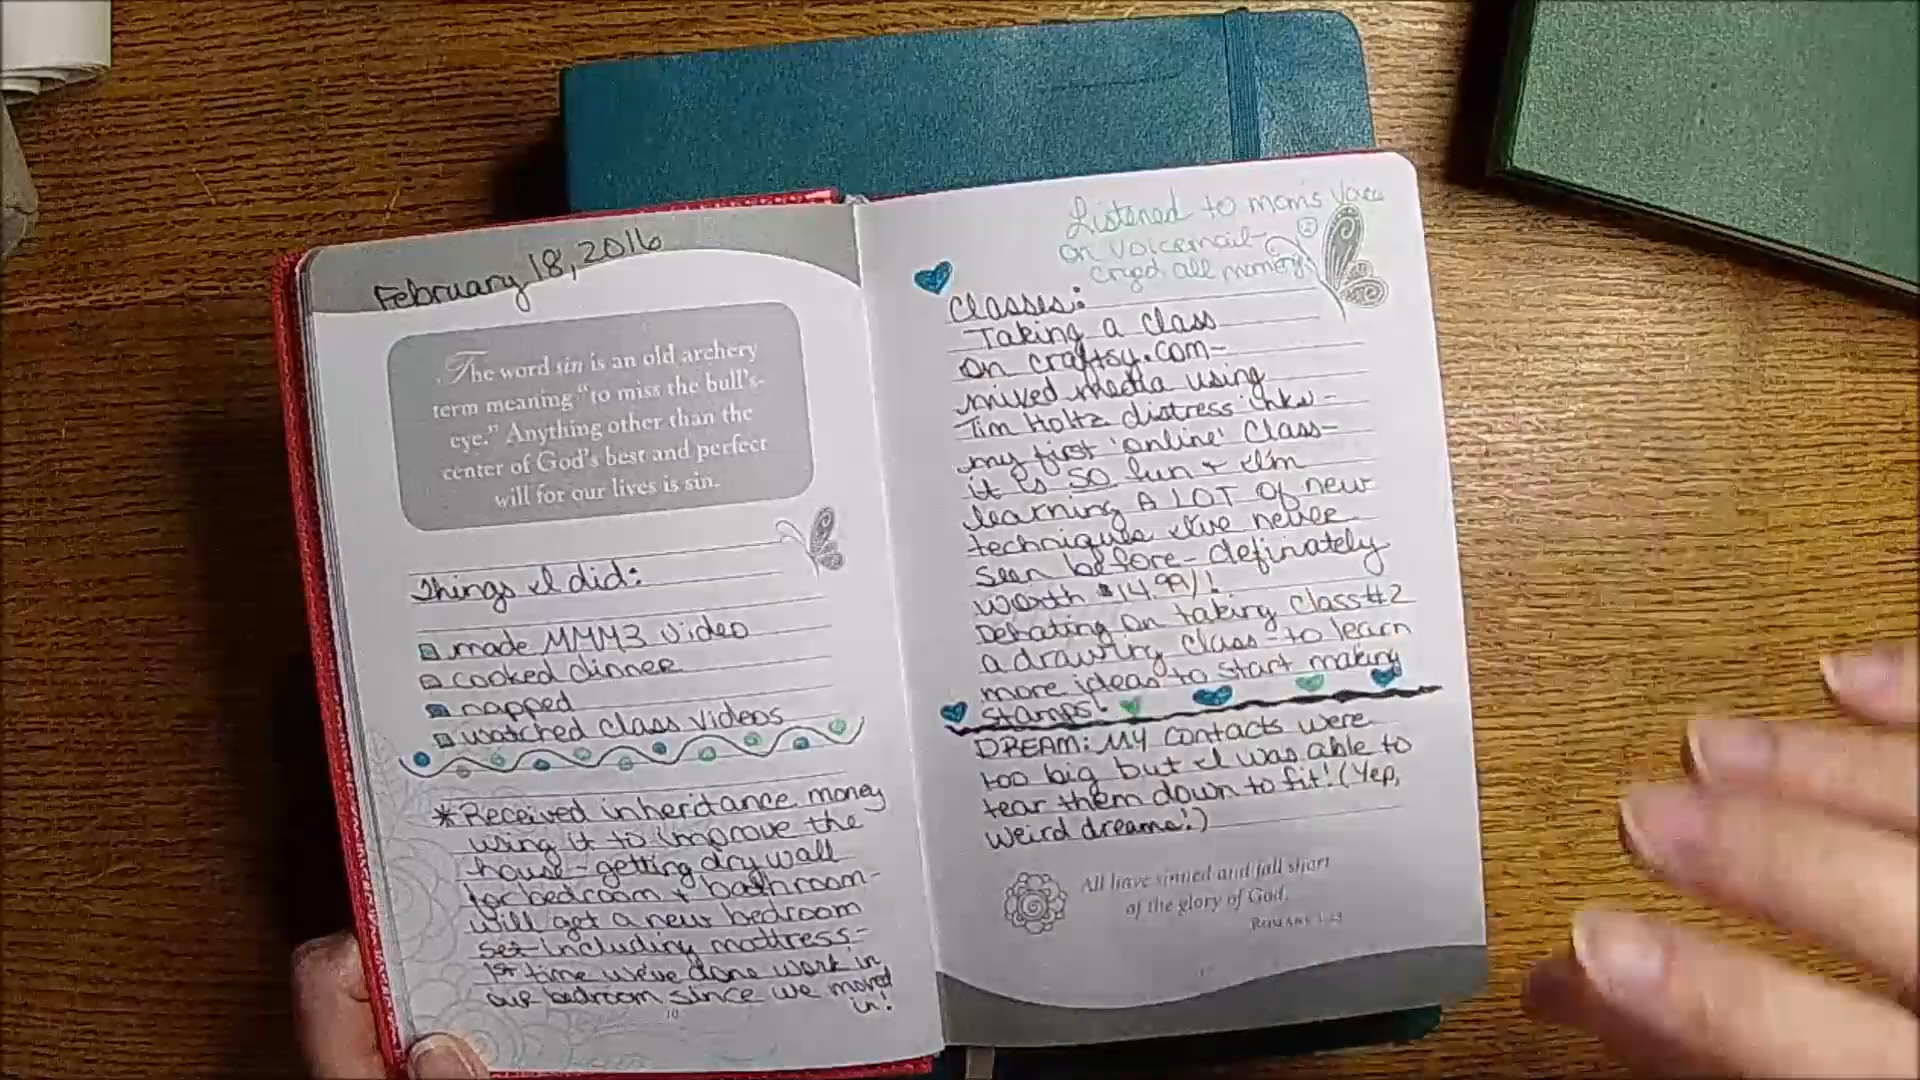 February 18, 2016
The word sin is an old archery
term meaning "to miss the bull's-
eye." Anything other than the
center of God's best and perfect
will for our lives is sin.
Things I did:
made MMM3 video
cooked dinner
napped
watched class videos
*Received inheritance money
using it to improve the
house - getting drywall
for bedroom + bathroom -
will get a new bedroom
set including mattress -
1st time we've done work in
our bedroom since we moved
in!
10
Listened to mom's voice
on voicemail -
cryed all morning
Classes:
Taking a class
on craftsy.com -
mixed media using
Tim Holtz distress inks -
my first 'online' class -
it is so fun + I'm
learning A LOT of new
techniques I've never
seen before - definately
worth $14.99/!
Debating on taking class #2
a drawing class - to learn
more ideas to start making
stamps!
DREAM: My contacts were
too big but I was able to
tear them down to fit! (Yep,
weird dreams!)
All have sinned and fall short
of the glory of God.
ROMANS 3:23